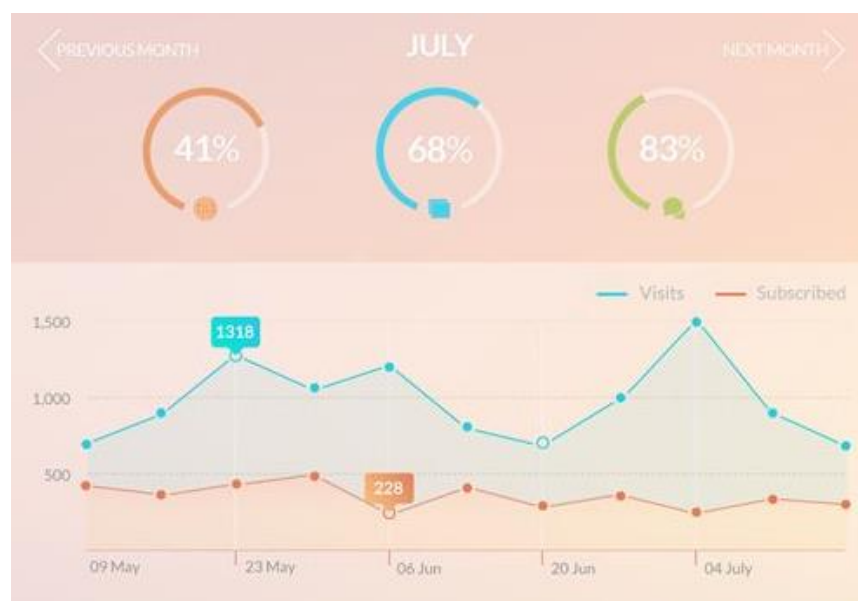 PREVIOUS MONTH
JULY
NEXT MONTH
41%
68%
83%
Visits
Subscribed
1,500
1318
1,000
500
228
09 May
23 May
06 Jun
20 Jun
04 July